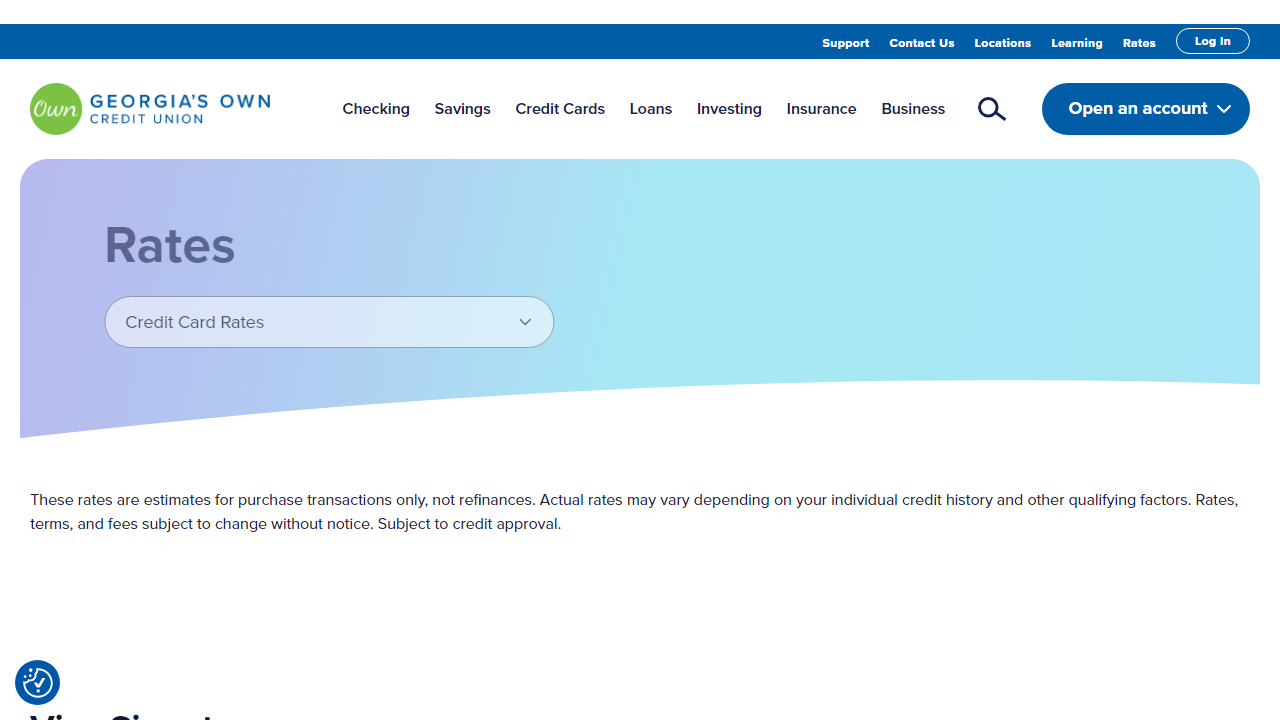 Support Contact Us Locations Learning Rates Log In
Own GEORGIA'S OWN
CREDIT UNION
Checking Savings Credit Cards Loans Investing Insurance Business Open an account
Rates
Credit Card Rates
These rates are estimates for purchase transactions only, not refinances. Actual rates may vary depending on your individual credit history and other qualifying factors. Rates,
terms, and fees subject to change without notice. Subject to credit approval.